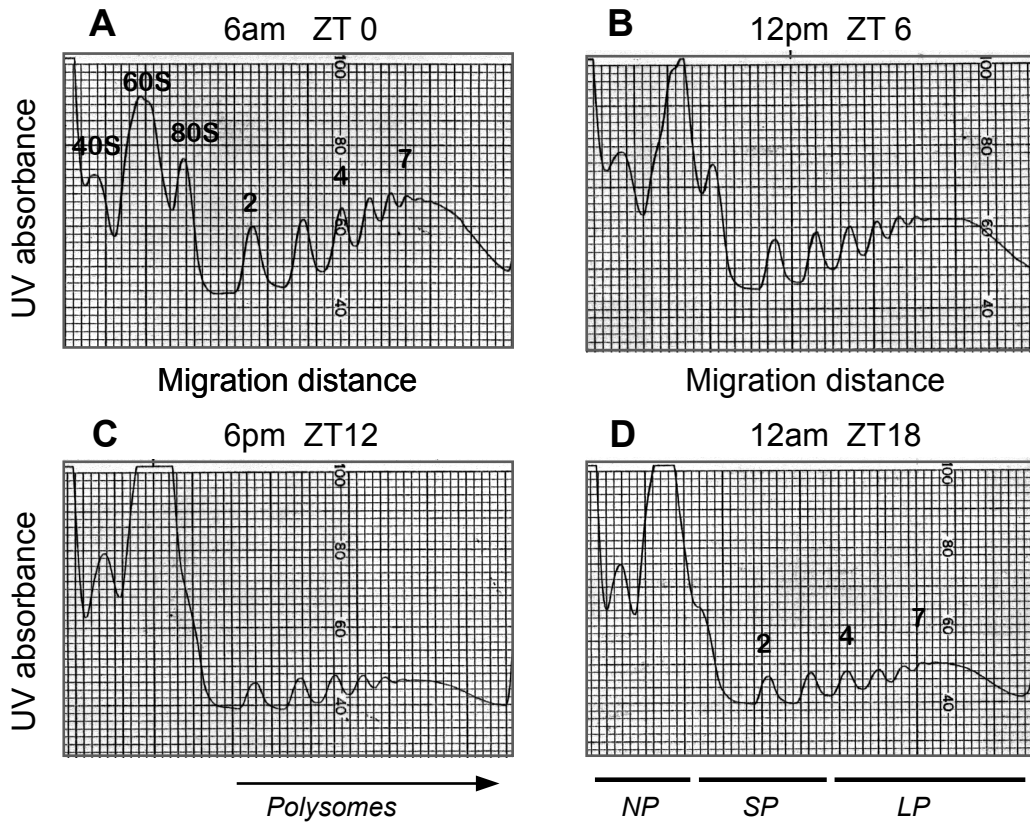 A 6am ZT 0
UV absorbance
100
80
60
40
40S
60S
80S
2
4
7
Migration distance
B 12pm ZT 6
100
80
60
40
Migration distance
C 6pm ZT12
UV absorbance
100
80
60
40
Polysomes
D 12am ZT18
100
80
60
40
2
4
7
NP SP LP